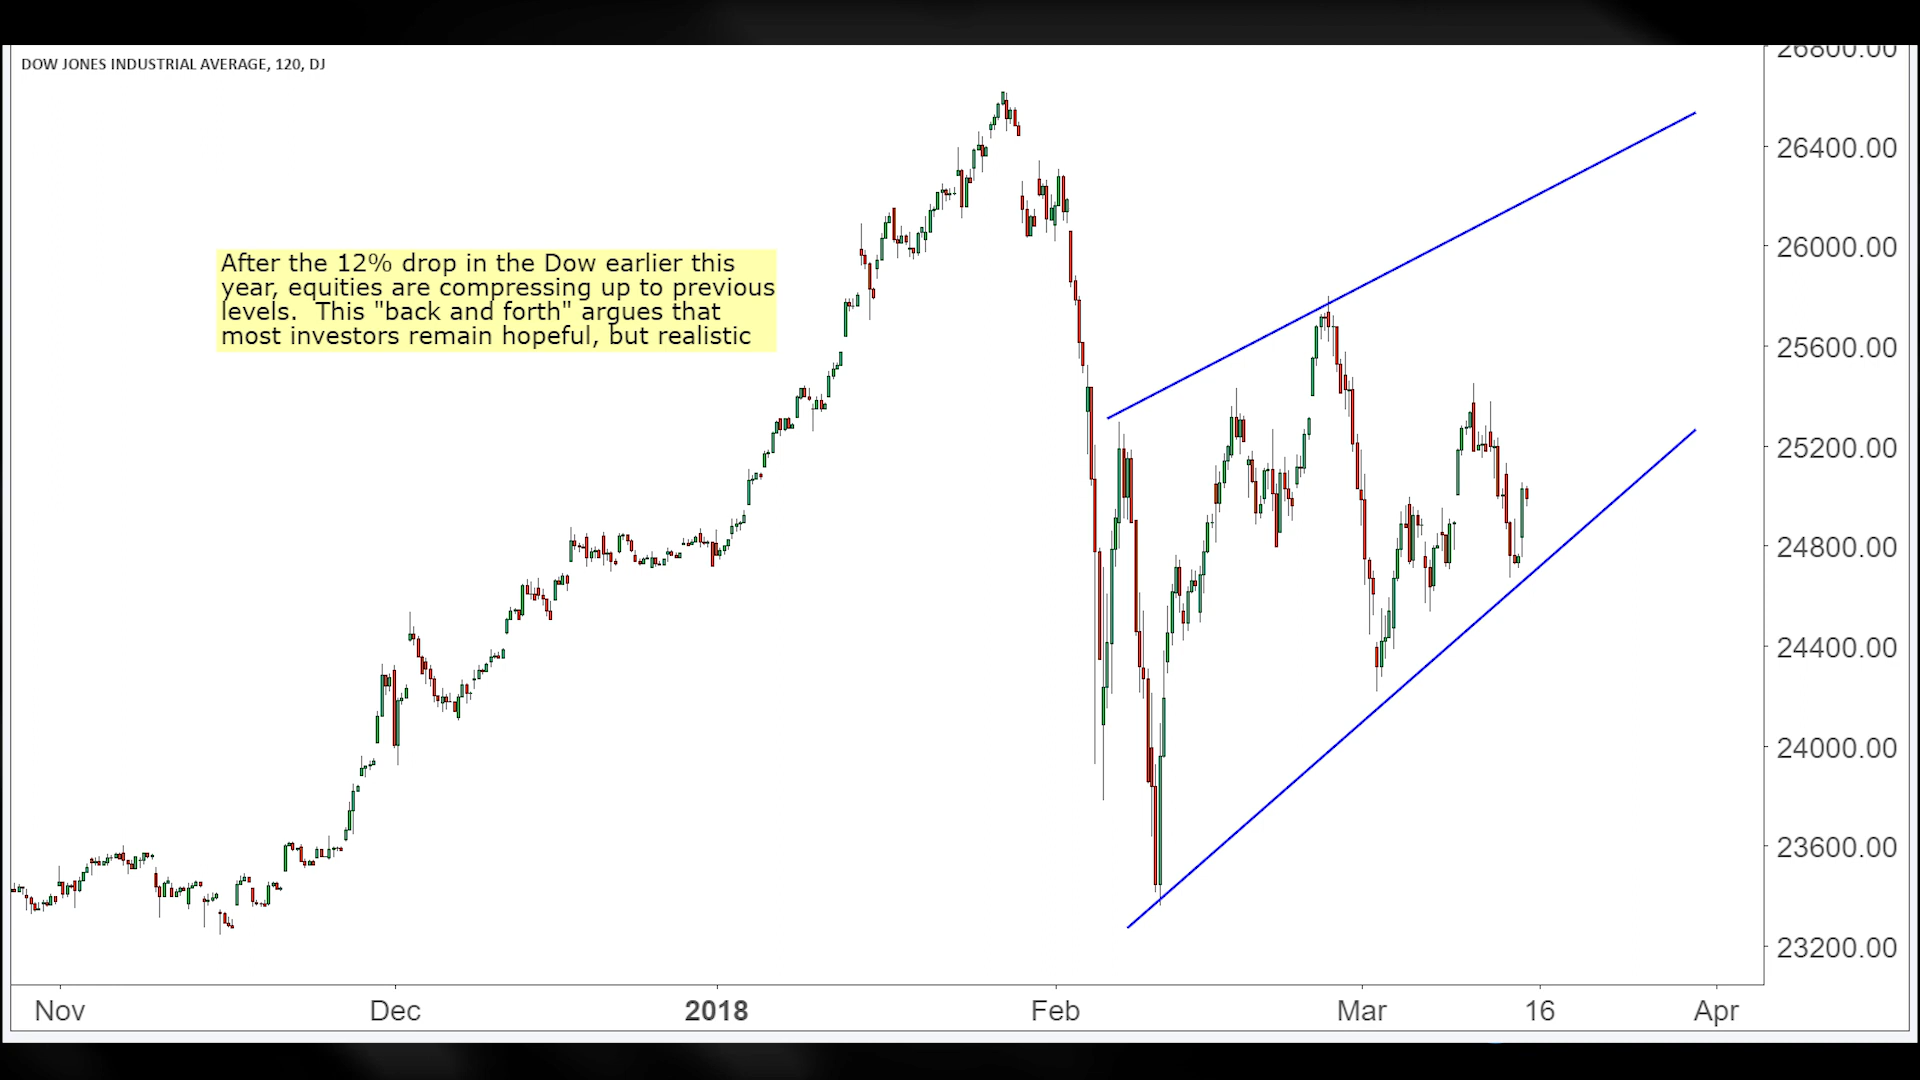 DOW JONES INDUSTRIAL AVERAGE, 120, DJ
26800.00
26400.00
After the 12% drop in the Dow earlier this
year, equities are compressing up to previous
levels.  This "back and forth" argues that
most investors remain hopeful, but realistic
26000.00
25600.00
25200.00
24800.00
24400.00
24000.00
23600.00
23200.00
Nov Dec 2018 Feb Mar 16 Apr